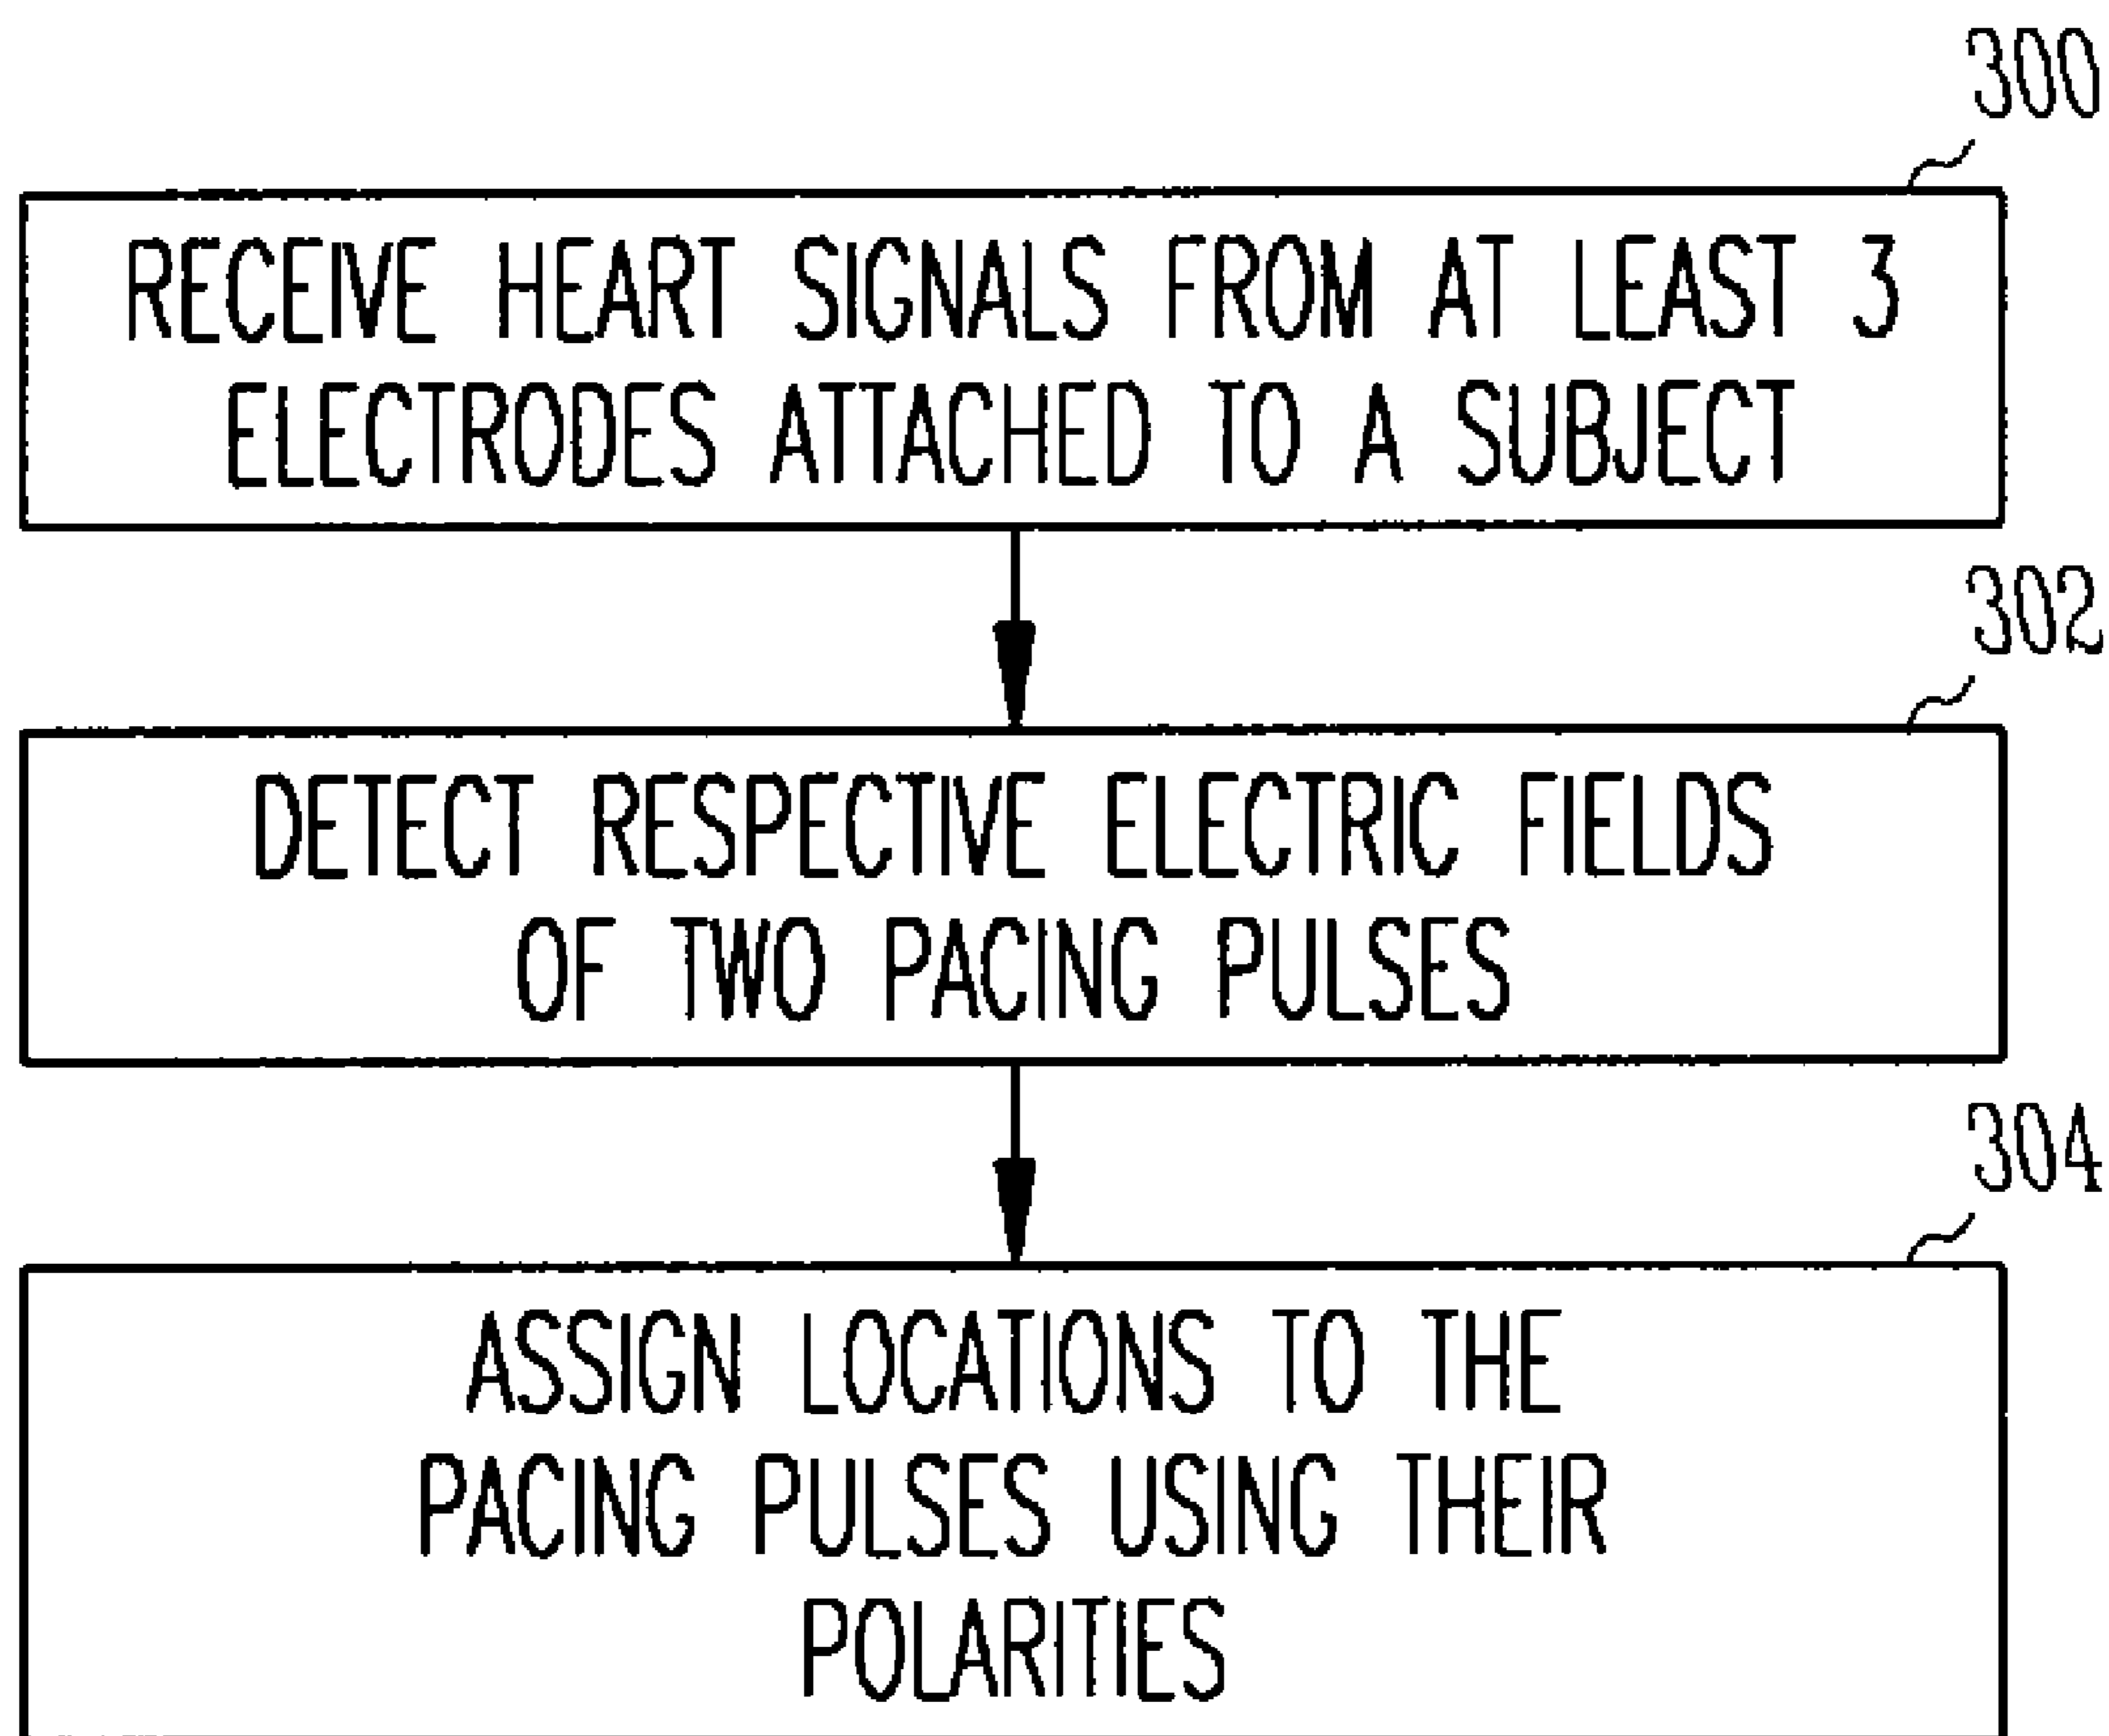 300
RECEIVE HEART SIGNALS FROM AT LEAST 3
ELECTRODES ATTACHED TO A SUBJECT
302
DETECT RESPECTIVE ELECTRIC FIELDS
OF TWO PACING PULSES
304
ASSIGN LOCATIONS TO THE
PACING PULSES USING THEIR
POLARITIES